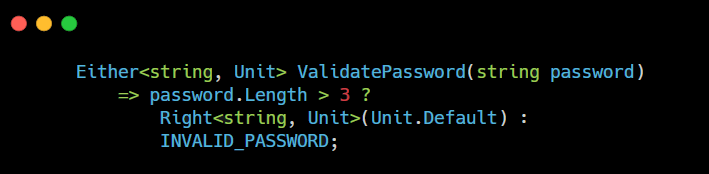 Either<string, Unit> ValidatePassword(string password)
=> password.Length > 3 ?
Right<string, Unit>(Unit.Default) :
INVALID_PASSWORD;